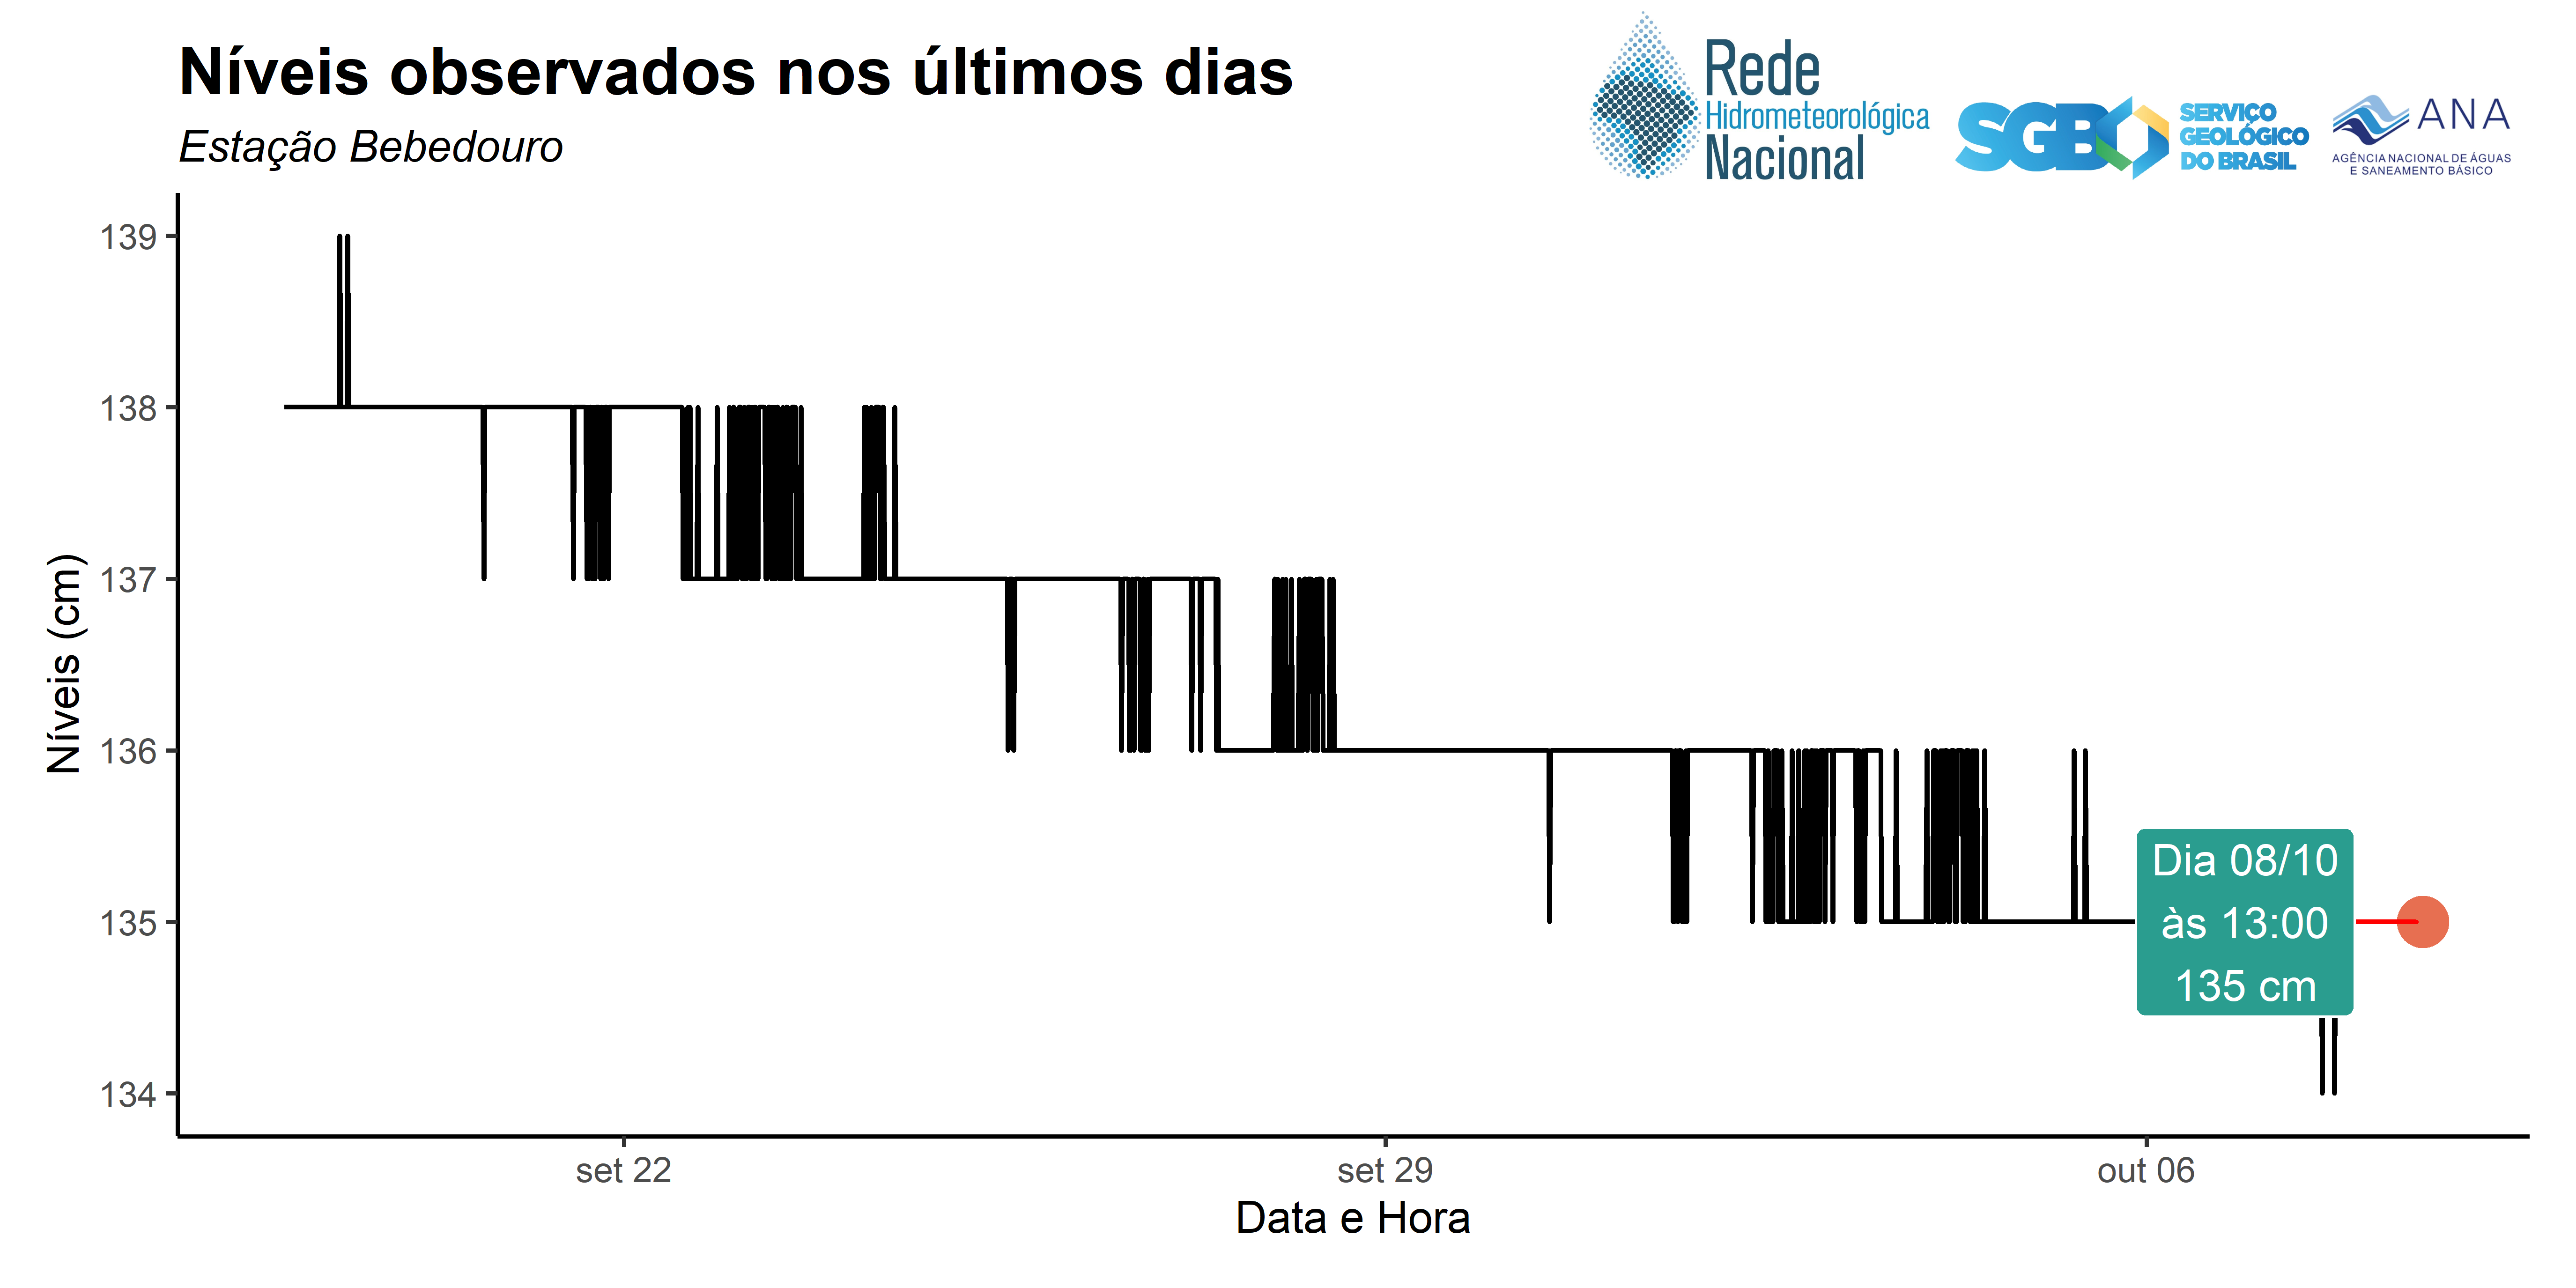 Níveis observados nos últimos dias
Estação Bebedouro
Rede
Hidrometeorológica
Nacional
SGB
SERVIÇO
GEOLÓGICO
DO BRASIL
ANA
AGÊNCIA NACIONAL DE ÁGUAS
E SANEAMENTO BÁSICO
Níveis (cm)
139
138
137
136
135
134
Dia 08/10
às 13:00
135 cm
set 22
set 29
out 06
Data e Hora